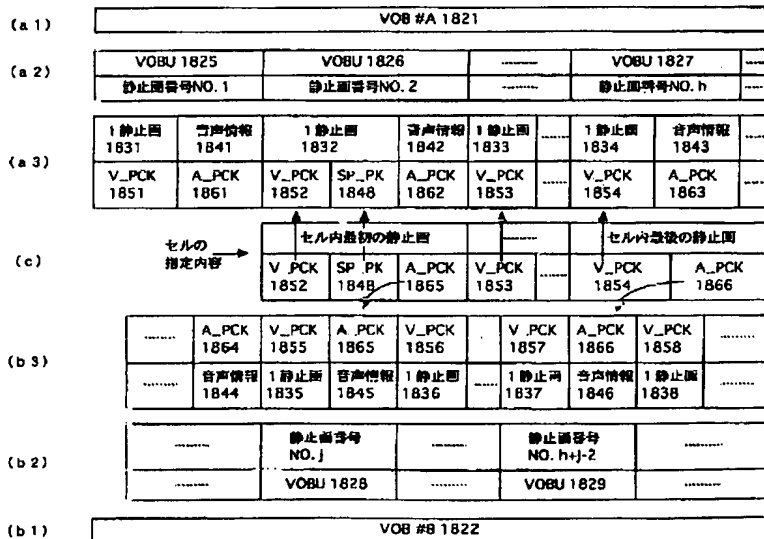 (a1) VOB #A 1821
(a2) VOBU 1825 VOBU 1826 ........ VOBU 1827 ......
静止画番号NO. 1 静止画番号NO. 2 ........ 静止画番号NO. h ......
(a3) 1静止画 音声情報 1静止画 音声情報 1静止画 ...... 1静止画 音声情報 ......
1831 1841 1832 1842 1833 1834 1843
V_PCK A_PCK V_PCK SP_PK A_PCK V_PCK ...... V_PCK A_PCK ......
1851 1861 1852 1848 1862 1853 1854 1863
セルの指定内容
セル内最初の静止画 ........ セル内最後の静止画
(c) V_PCK SP_PK A_PCK V_PCK ...... V_PCK A_PCK
1852 1848 1865 1853 1854 1866
(b3) ........ A_PCK V_PCK A_PCK V_PCK ...... V_PCK A_PCK V_PCK ........
1864 1855 1865 1856 1857 1866 1858
........ 音声情報 1静止画 音声情報 1静止画 ...... 1静止画 音声情報 1静止画 ........
1844 1835 1845 1836 1837 1846 1838
(b2) ........ 静止画番号 ........ 静止画番号 ........
NO. j NO. h+j-2
........ VOBU 1828 ........ VOBU 1829 ........
(b1) VOB #B 1822